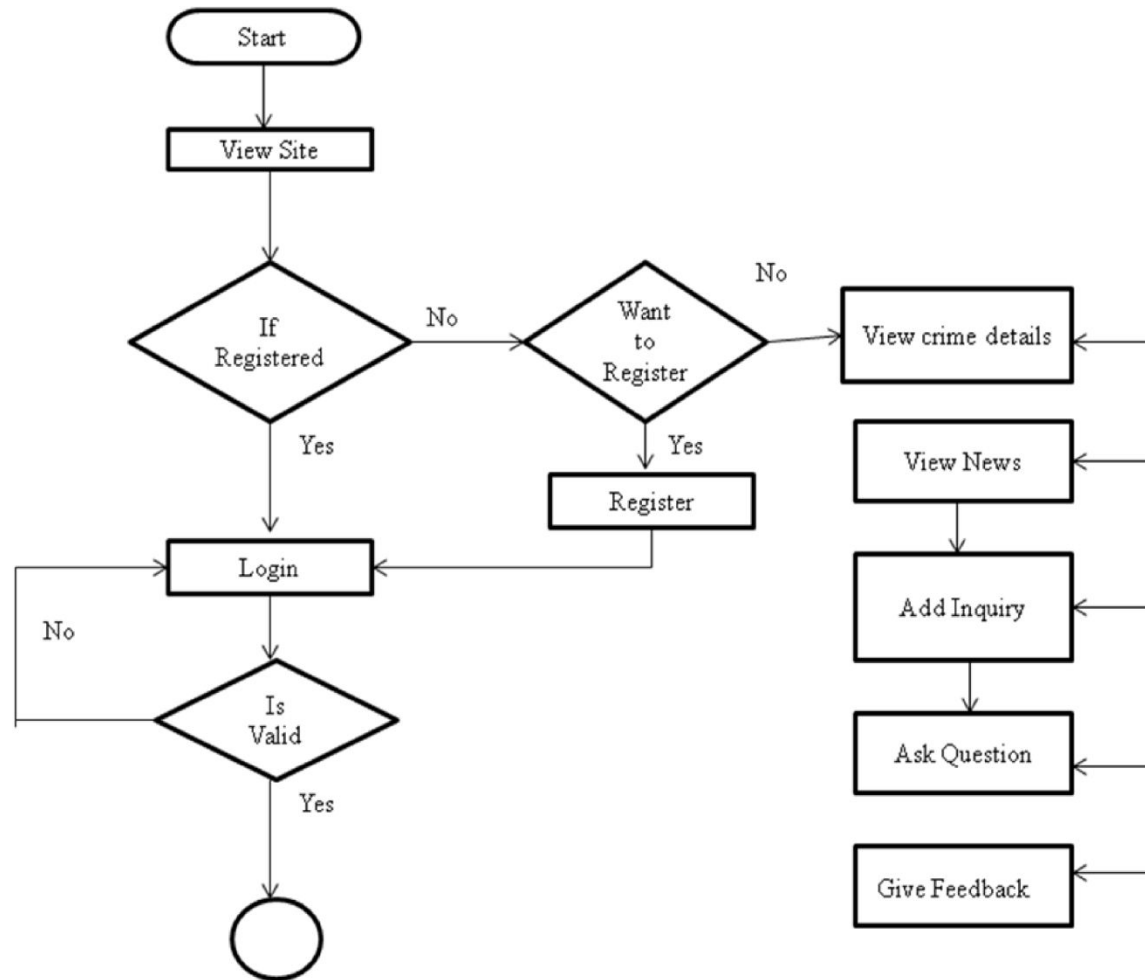 Start
View Site
If
Registered
No
Want
to
Register
No
View crime details
Yes
Yes
View News
Register
Login
Add Inquiry
No
Is
Valid
Ask Question
Yes
Give Feedback